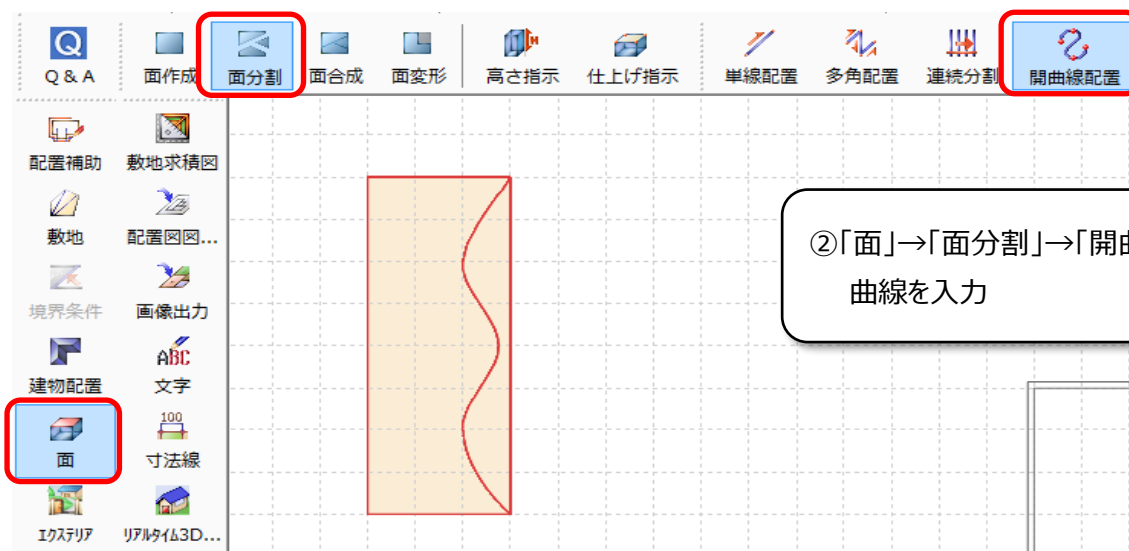 Q & A 面作成 面分割 面合成 面変形 高さ指示 仕上げ指示 単線配置 多角配置 連続分割 開曲線配置
配置補助 敷地求積図
敷地 配置図図...
境界条件 画像出力
ABC
建物配置 文字
100
面 寸法線
エクステリア リアルタイム3D...
②「面」→「面分割」→「開曲
曲線を入力